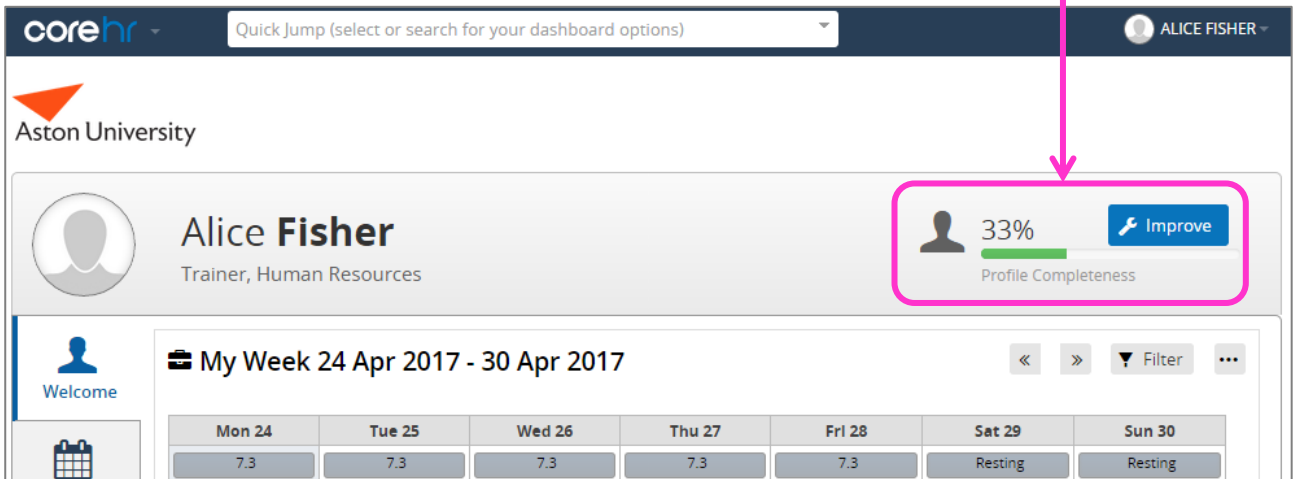 corehr Quick Jump (select or search for your dashboard options) ALICE FISHER
Aston University
Alice Fisher
Trainer, Human Resources
33% Improve
Profile Completeness
Welcome
My Week 24 Apr 2017 - 30 Apr 2017 « » Filter ...
Mon 24 Tue 25 Wed 26 Thu 27 Fri 28 Sat 29 Sun 30
7.3 7.3 7.3 7.3 7.3 Resting Resting